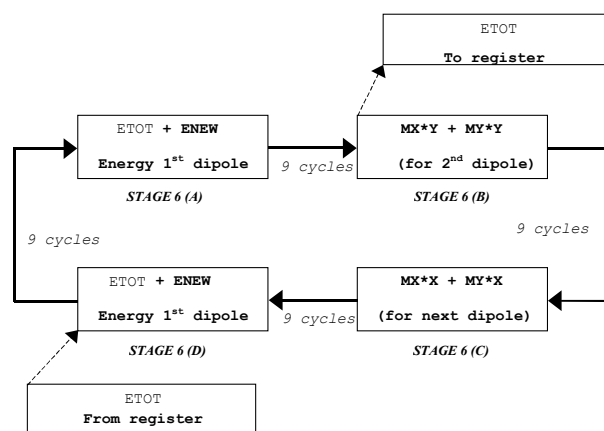 ETOT
To register
ETOT + ENEW
Energy 1st dipole
9 cycles
MX*Y + MY*Y
(for 2nd dipole)
STAGE 6 (A)
STAGE 6 (B)
9 cycles
9 cycles
ETOT + ENEW
Energy 1st dipole
9 cycles
MX*X + MY*X
(for next dipole)
STAGE 6 (D)
STAGE 6 (C)
ETOT
From register